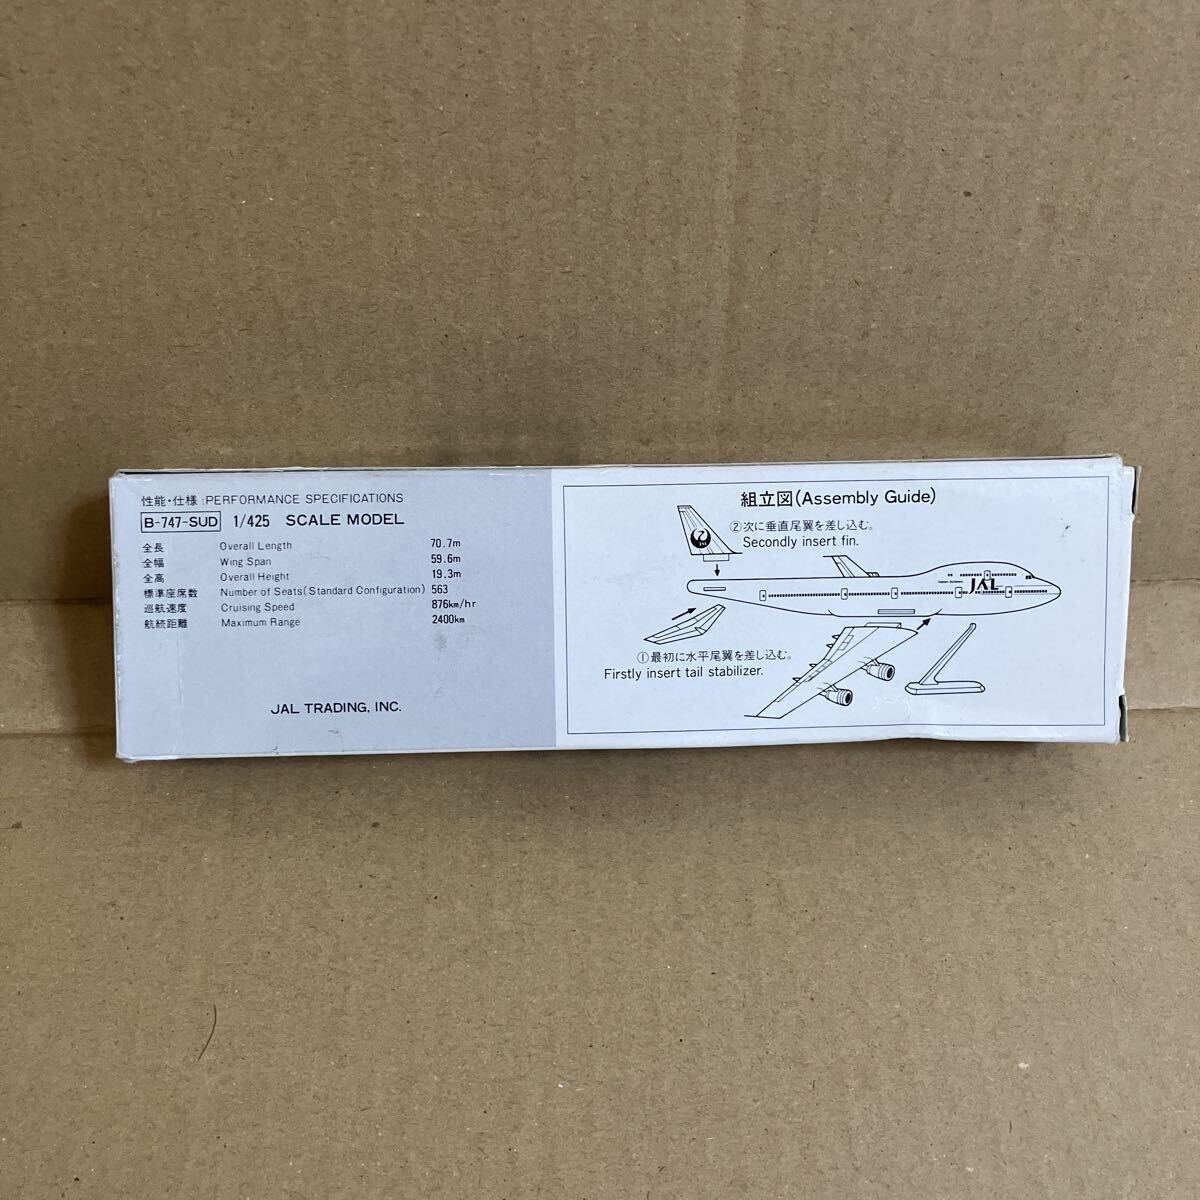 性能・仕様:PERFORMANCE SPECIFICATIONS
B-747-SUD 1/425 SCALE MODEL
全長 Overall Length 70.7m
全幅 Wing Span 59.6m
全高 Overall Height 19.3m
標準座席数 Number of Seats(Standard Configuration) 563
巡航速度 Cruising Speed 876km/hr
航続距離 Maximum Range 2400km
JAL TRADING, INC.
組立図(Assembly Guide)
②次に垂直尾翼を差し込む。
Secondly insert fin.
Japan Airlines
JAL
①最初に水平尾翼を差し込む。
Firstly insert tail stabilizer.